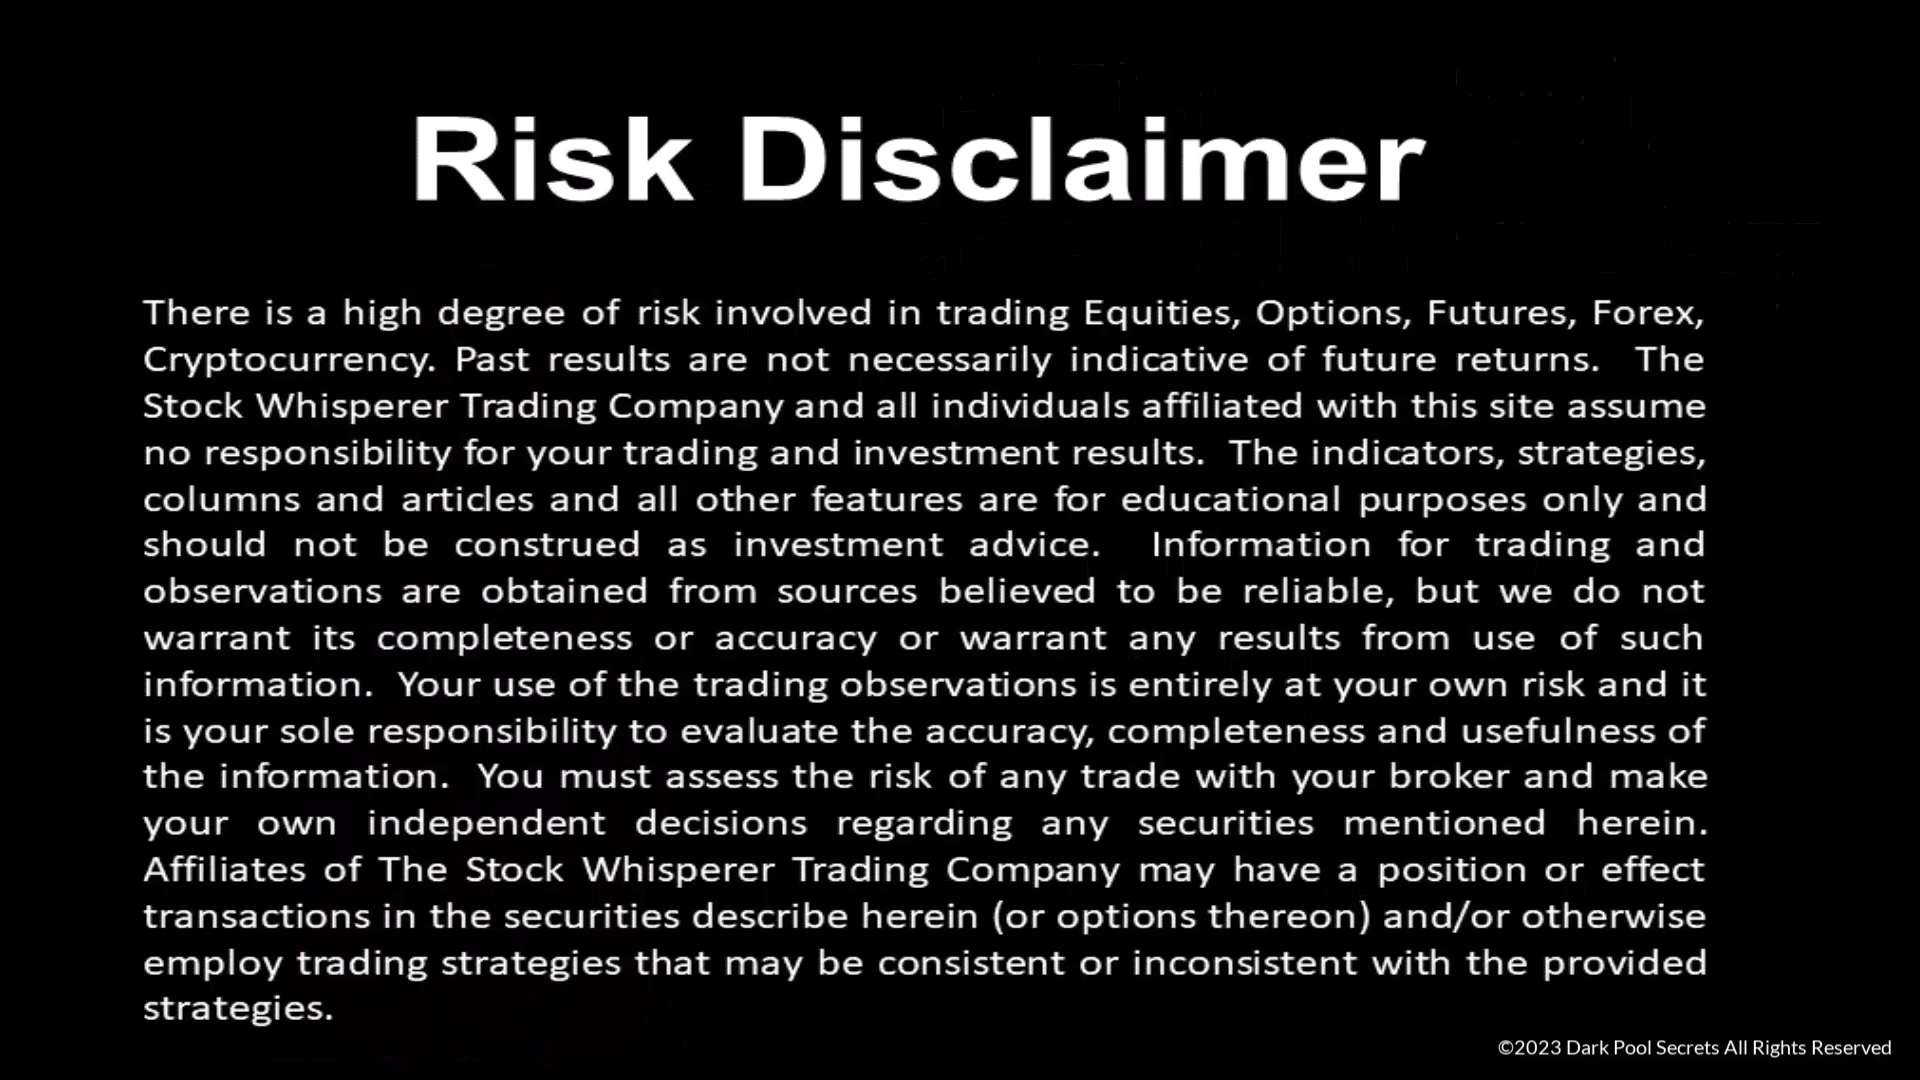 Risk Disclaimer
There is a high degree of risk involved in trading Equities, Options, Futures, Forex,
Cryptocurrency. Past results are not necessarily indicative of future returns. The
Stock Whisperer Trading Company and all individuals affiliated with this site assume
no responsibility for your trading and investment results. The indicators, strategies,
columns and articles and all other features are for educational purposes only and
should not be construed as investment advice. Information for trading and
observations are obtained from sources believed to be reliable, but we do not
warrant its completeness or accuracy or warrant any results from use of such
information. Your use of the trading observations is entirely at your own risk and it
is your sole responsibility to evaluate the accuracy, completeness and usefulness of
the information. You must assess the risk of any trade with your broker and make
your own independent decisions regarding any securities mentioned herein.
Affiliates of The Stock Whisperer Trading Company may have a position or effect
transactions in the securities describe herein (or options thereon) and/or otherwise
employ trading strategies that may be consistent or inconsistent with the provided
strategies.
©2023 Dark Pool Secrets All Rights Reserved